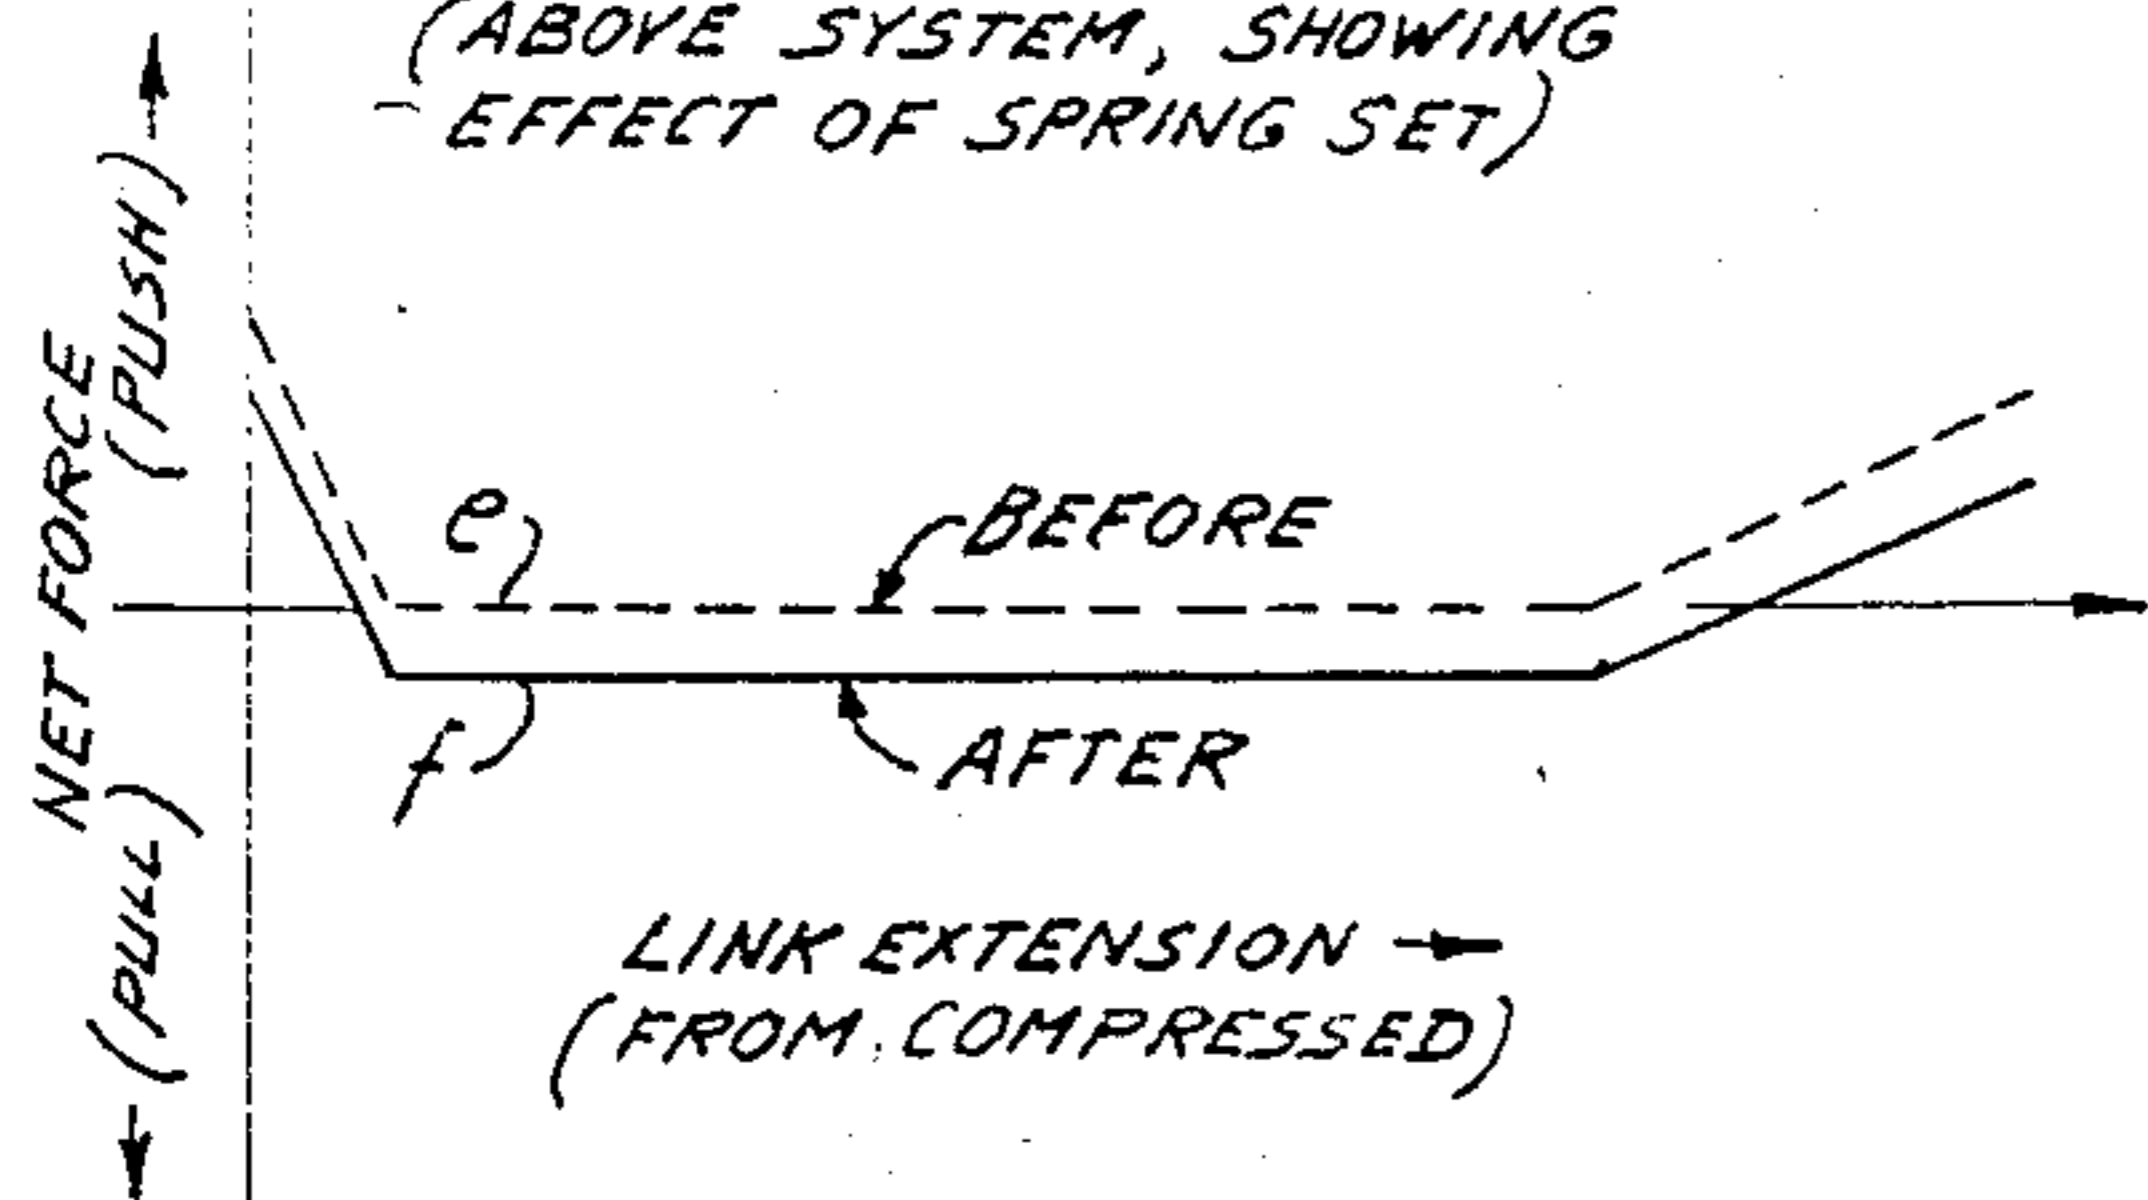 (ABOVE SYSTEM, SHOWING
EFFECT OF SPRING SET)
NET FORCE
(PUSH)
(PULL)
e
BEFORE
f
AFTER
LINK EXTENSION
(FROM COMPRESSED)